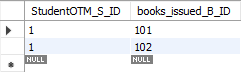 StudentOTM_S_ID books_issued_B_ID
1 101
1 102
NULL NULL